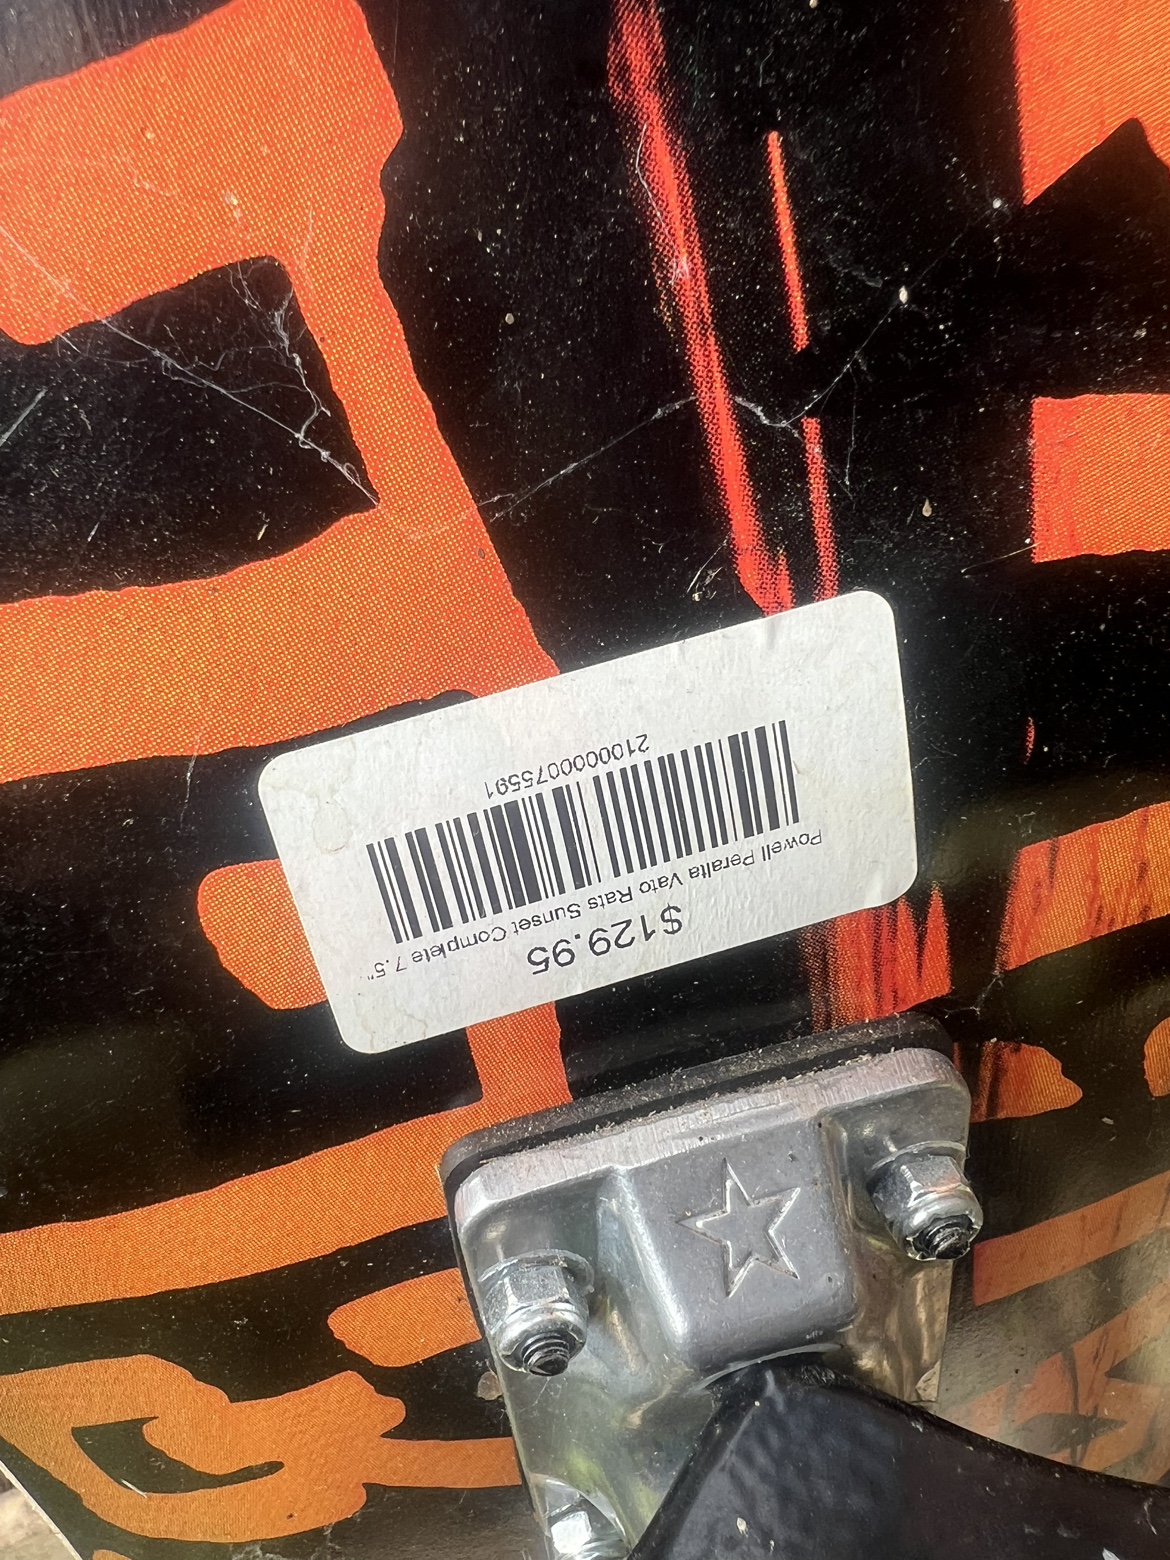 $129.95
Powell Peralta Vato Rats Sunset Complete 7.5"
2100000075591